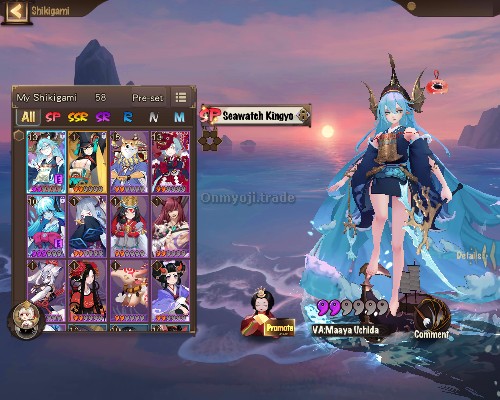 Shikigami
My Shikigami 58 Pre-set
All SP SSR SR R N M
SP Seawatch Kingyo
Onmyoji.trade
Details
Promote
VA:Maaya Uchida
Comment